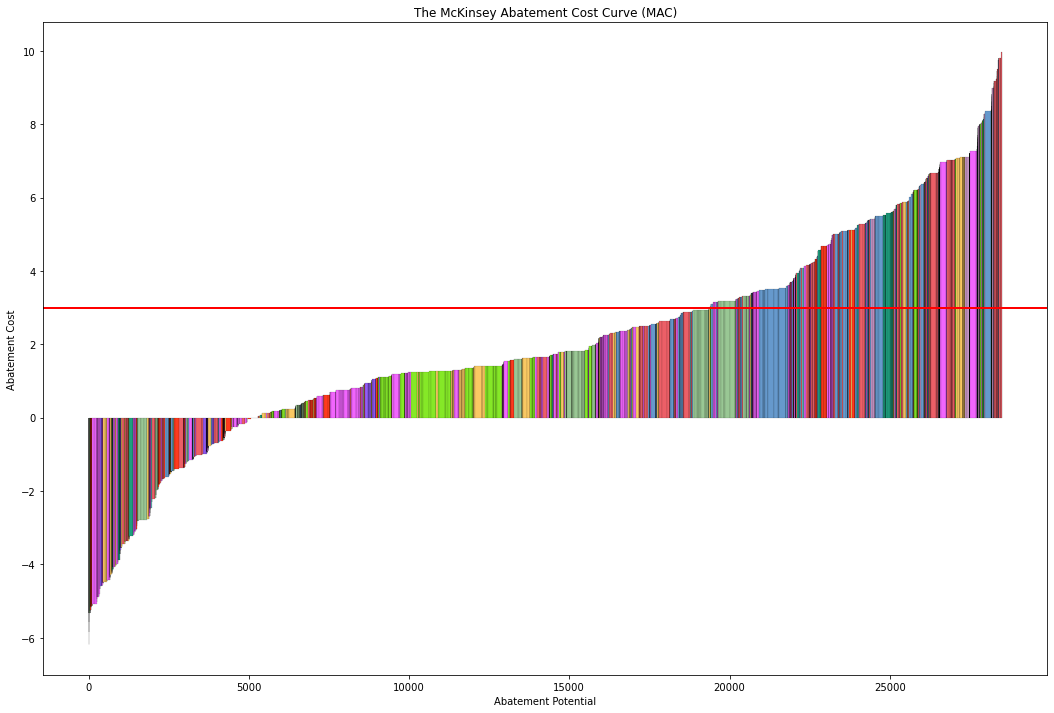 The McKinsey Abatement Cost Curve (MAC)
Abatement Cost
10
8
6
4
2
0
−2
−4
−6
0 5000 10000 15000 20000 25000
Abatement Potential